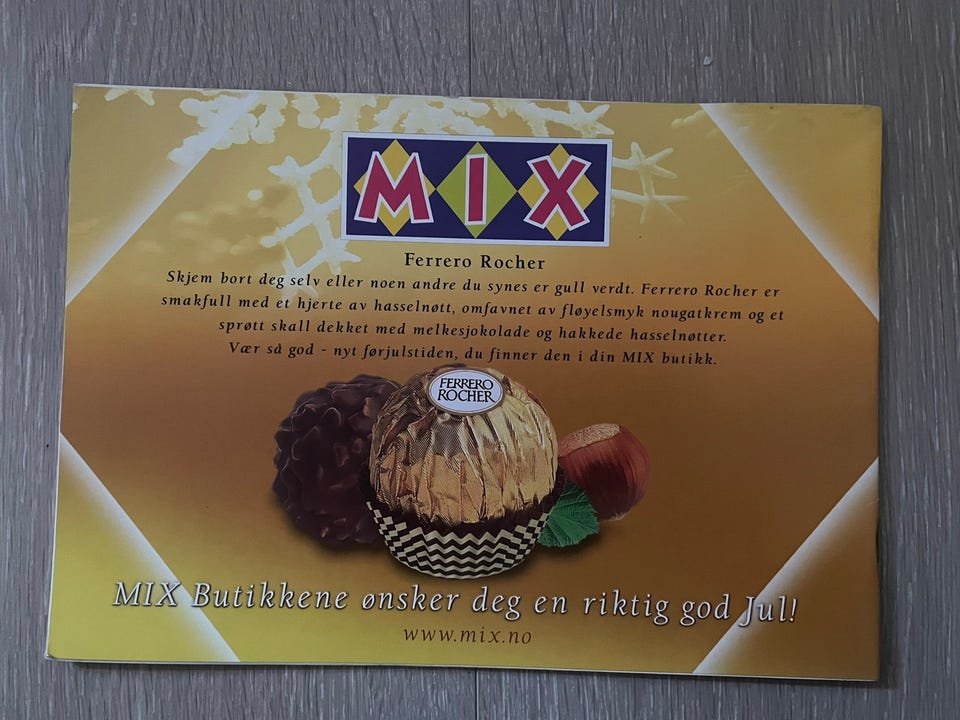 MIX
Ferrero Rocher
Skjem bort deg selv eller noen andre du synes er gull verdt. Ferrero Rocher er
smakfull med et hjerte av hasselnøtt, omfavnet av fløyelsmyk nougatkrem og et
sprøtt skall dekket med melkesjokolade og hakkede hasselnøtter.
Vær så god - nyt førjulstiden, du finner den i din MIX butikk.
FERRERO
ROCHER
MIX Butikkene ønsker deg en riktig god Jul!
www.mix.no